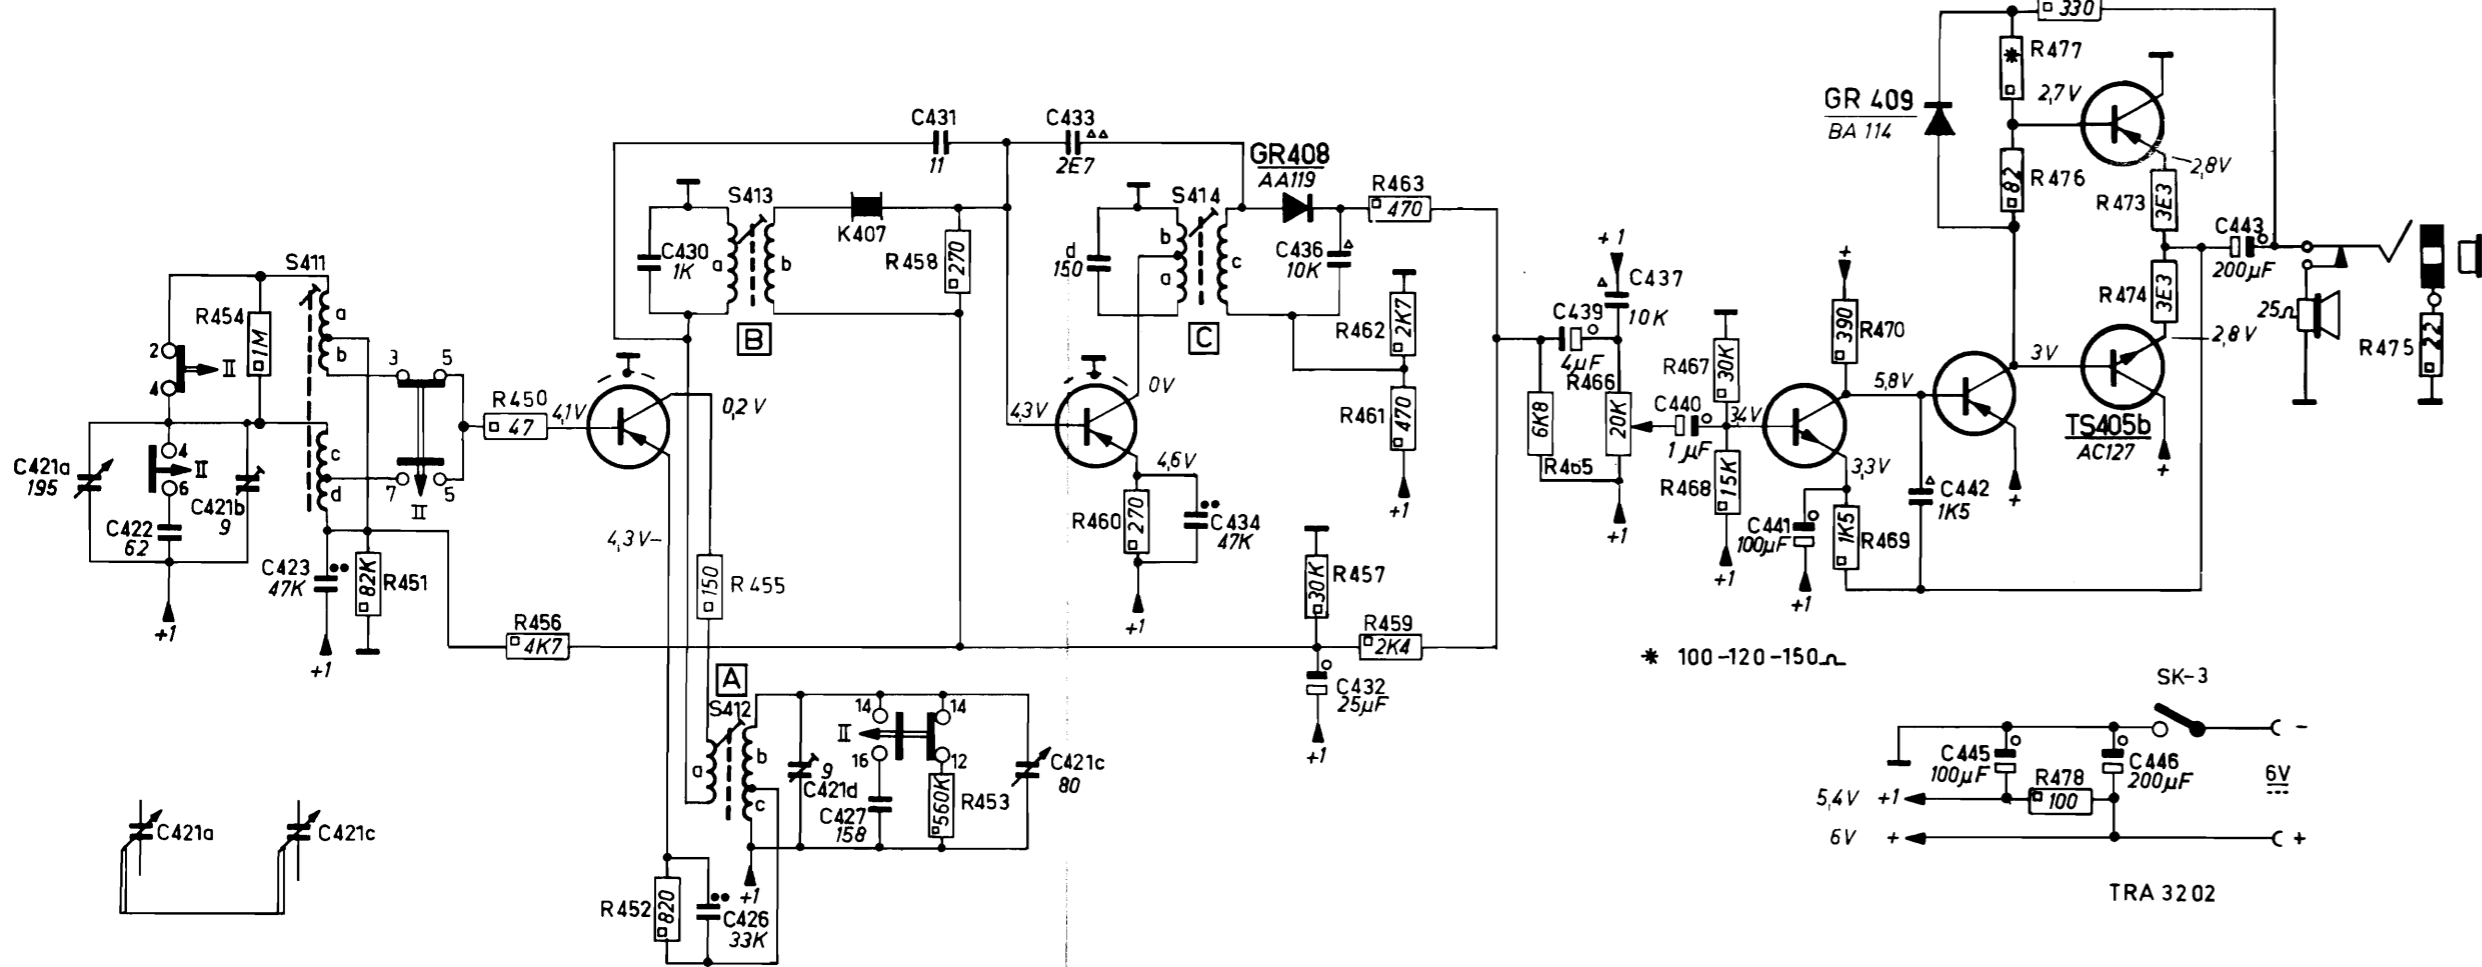 330
R477
2,7V
GR 409
BA 114
82
R476
2,8V
R473
3E3
C443
200µF
R474
3E3
25Ω
2,8V
R475
22
3V
TS405b
AC127
C431
11
C433
2E7
GR408
AA119
S413
C430
1K
a
b
K407
R458
270
B
S414
d
150
b
a
c
C
C436
10K
R463
470
R462
2K7
R461
470
+1
+1
C437
10K
C439
4µF
R466
20K
6K8
R465
+1
C440
1µF
R467
30K
3,4V
R468
15K
+1
+
390
R470
5,8V
3,3V
C441
100µF
+1
1K5
R469
C442
1K5
+
+
S411
a
b
c
d
R454
1M
2
4
II
4
II
6
C421a
195
C421b
9
C422
62
+1
3
5
7
5
II
C423
47K
+1
82K
R451
R450
47
4,1V
0,2 V
4,3V
R455
150
R456
4K7
4,3V
0V
4,6V
R460
270
C434
47K
+1
30K
R457
R459
2K4
C432
25µF
+1
A
S412
a
b
c
9
C421d
14
14
II
16
12
C427
158
560K
R453
C421c
80
+1
R452
820
C426
33K
C421a
C421c
✱ 100-120-150Ω
SK-3
-
C445
100µF
R478
100
C446
200µF
6V
5,4V +1
6V +
+
TRA 3202